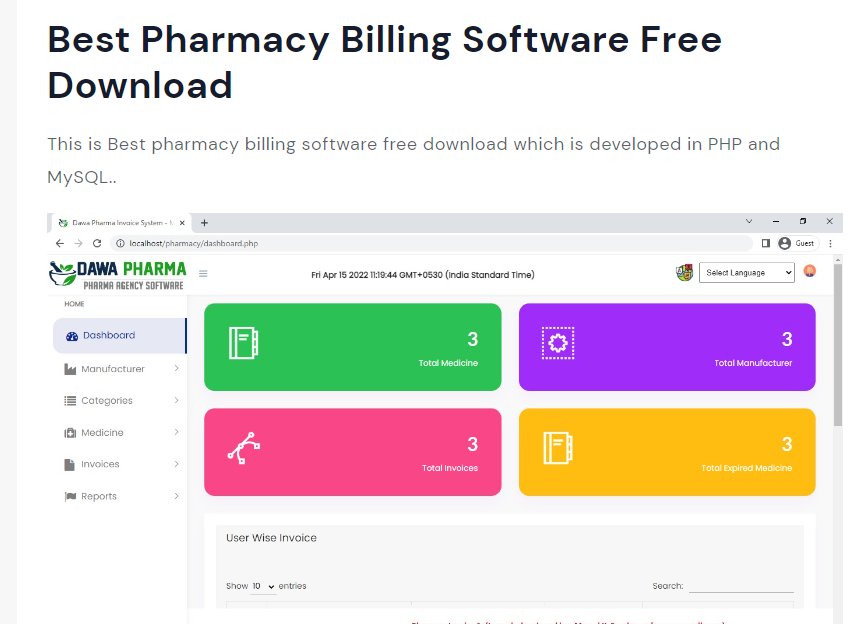 Best Pharmacy Billing Software Free
Download
This is Best pharmacy billing software free download which is developed in PHP and
MySQL..
Dawa Pharma Invoice System -
localhost/pharmacy/dashboard.php
Guest
DAWA PHARMA
PHARMA AGENCY SOFTWARE
Fri Apr 15 2022 11:19:44 GMT+0530 (India Standard Time)
Select Language
HOME
Dashboard
Manufacturer
Categories
Medicine
Invoices
Reports
3
Total Medicine
3
Total Manufacturer
3
Total Invoices
3
Total Expired Medicine
User Wise Invoice
Show 10 entries
Search: